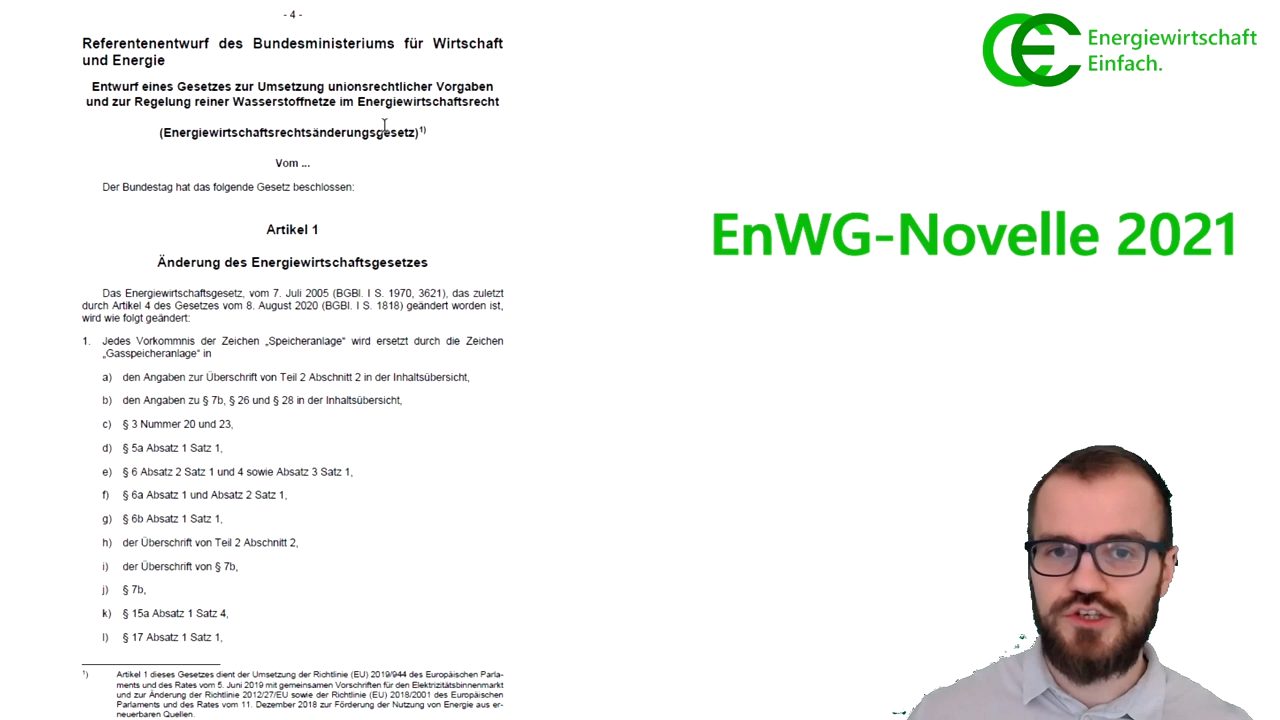 - 4 -
Referentenentwurf des Bundesministeriums für Wirtschaft
und Energie
Entwurf eines Gesetzes zur Umsetzung unionsrechtlicher Vorgaben
und zur Regelung reiner Wasserstoffnetze im Energiewirtschaftsrecht
(Energiewirtschaftsrechtsänderungsgesetz)1)
Vom ...
Der Bundestag hat das folgende Gesetz beschlossen:
Artikel 1
Änderung des Energiewirtschaftsgesetzes
Das Energiewirtschaftsgesetz, vom 7. Juli 2005 (BGBl. I S. 1970, 3621), das zuletzt
durch Artikel 4 des Gesetzes vom 8. August 2020 (BGBl. I S. 1818) geändert worden ist,
wird wie folgt geändert:
1. Jedes Vorkommnis der Zeichen „Speicheranlage“ wird ersetzt durch die Zeichen
„Gasspeicheranlage“ in
a) den Angaben zur Überschrift von Teil 2 Abschnitt 2 in der Inhaltsübersicht,
b) den Angaben zu § 7b, § 26 und § 28 in der Inhaltsübersicht,
c) § 3 Nummer 20 und 23,
d) § 5a Absatz 1 Satz 1,
e) § 6 Absatz 2 Satz 1 und 4 sowie Absatz 3 Satz 1,
f) § 6a Absatz 1 und Absatz 2 Satz 1,
g) § 6b Absatz 1 Satz 1,
h) der Überschrift von Teil 2 Abschnitt 2,
i) der Überschrift von § 7b,
j) § 7b,
k) § 15a Absatz 1 Satz 4,
l) § 17 Absatz 1 Satz 1,
1) Artikel 1 dieses Gesetzes dient der Umsetzung der Richtlinie (EU) 2019/944 des Europäischen Parla-
ments und des Rates vom 5. Juni 2019 mit gemeinsamen Vorschriften für den Elektrizitätsbinnenmarkt
und zur Änderung der Richtlinie 2012/27/EU sowie der Richtlinie (EU) 2018/2001 des Europäischen
Parlaments und des Rates vom 11. Dezember 2018 zur Förderung der Nutzung von Energie aus er-
neuerbaren Quellen.
Energiewirtschaft
Einfach.
EnWG-Novelle 2021